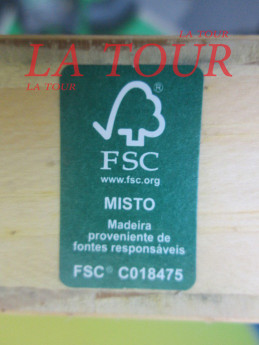 LA TOUR
LA TOUR
LA TOUR
®
FSC
www.fsc.org
MISTO
Madeira
proveniente de
fontes responsáveis
FSC® C018475